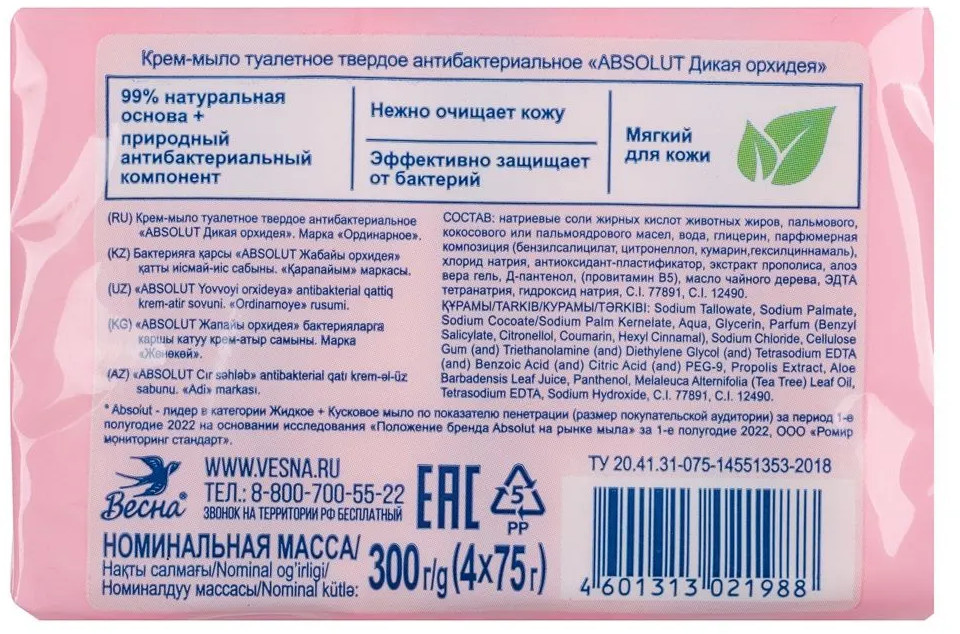 Крем-мыло туалетное твердое антибактериальное «ABSOLUT Дикая орхидея»
99% натуральная
основа +
природный
антибактериальный
компонент
Нежно очищает кожу
Эффективно защищает
от бактерий
Мягкий
для кожи
(RU) Крем-мыло туалетное твердое антибактериальное
«ABSOLUT Дикая орхидея». Марка «Ординарное».
(KZ) Бактерияға қарсы «ABSOLUT Жабайы орхидея»
қатты иісмай-иіс сабыны. «Қарапайым» маркасы.
(UZ) «ABSOLUT Yovvoyi orxideya» antibakterial qattiq
krem-atir sovuni. «Ordinarnoye» rusumi.
(KG) «ABSOLUT Жапайы орхидея» бактерияларга
каршы катуу крем-атыр самыны. Марка
«Жөнөкөй».
(AZ) «ABSOLUT Cır səhləb» antibakterial qatı krem-əl-üz
sabunu. «Adi» markası.
СОСТАВ: натриевые соли жирных кислот животных жиров, пальмового,
кокосового или пальмоядрового масел, вода, глицерин, парфюмерная
композиция (бензилсалицилат, цитронеллол, кумарин,гексилциннамаль),
хлорид натрия, антиоксидант-пластификатор, экстракт прополиса, алоэ
вера гель, Д-пантенол, (провитамин В5), масло чайного дерева, ЭДТА
тетранатрия, гидроксид натрия, C.I. 77891, C.I. 12490.
ҚҰРАМЫ/TARKIB/КУРАМЫ/TƏRKİBİ: Sodium Tallowate, Sodium Palmate,
Sodium Cocoate/Sodium Palm Kernelate, Aqua, Glycerin, Parfum (Benzyl
Salicylate, Citronellol, Coumarin, Hexyl Cinnamal), Sodium Chloride, Cellulose
Gum (and) Triethanolamine (and) Diethylene Glycol (and) Tetrasodium EDTA
(and) Benzoic Acid (and) Citric Acid (and) PEG-9, Propolis Extract, Aloe
Barbadensis Leaf Juice, Panthenol, Melaleuca Alternifolia (Tea Tree) Leaf Oil,
Tetrasodium EDTA, Sodium Hydroxide, C.I. 77891, C.I. 12490.
* Absolut - лидер в категории Жидкое + Кусковое мыло по показателю пенетрации (размер покупательской аудитории) за период 1-е
полугодие 2022 на основании исследования «Положение бренда Absolut на рынке мыла» за 1-е полугодие 2022, ООО «Ромир
мониторинг стандарт».
Весна®
WWW.VESNA.RU
ТЕЛ.: 8-800-700-55-22
ЗВОНОК НА ТЕРРИТОРИИ РФ БЕСПЛАТНЫЙ
EAC
5
PP
ТУ 20.41.31-075-14551353-2018
НОМИНАЛЬНАЯ МАССА/
Нақты салмағы/Nominal og'irligi/
Номиналдуу массасы/Nominal kütlə:
300 г/g (4x75 г)
4 601313 021988